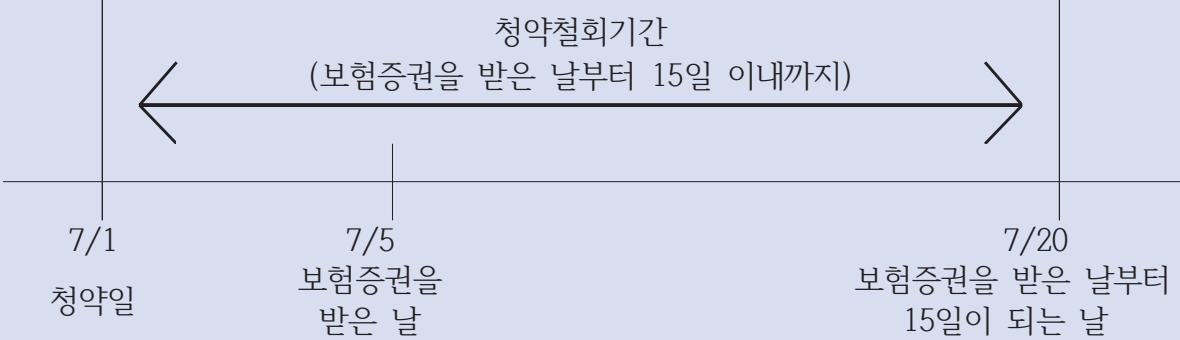 청약철회기간
(보험증권을 받은 날부터 15일 이내까지)
7/1
청약일
7/5
보험증권을
받은 날
7/20
보험증권을 받은 날부터
15일이 되는 날